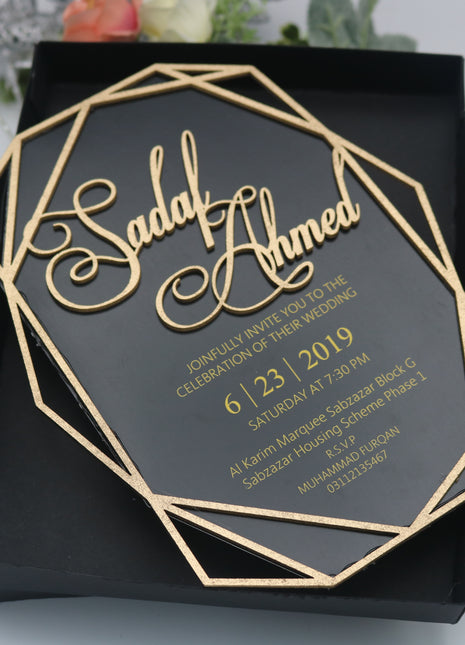 Sadaf
Ahmed
JOINFULLY INVITE YOU TO THE
CELEBRATION OF THEIR WEDDING
6 | 23 | 2019
SATURDAY AT 7:30 PM
Al Karim Marquee Sabzazar Block G
Sabzazar Housing Scheme Phase 1
R.S.V.P
MUHAMMAD FURQAN
03112135467